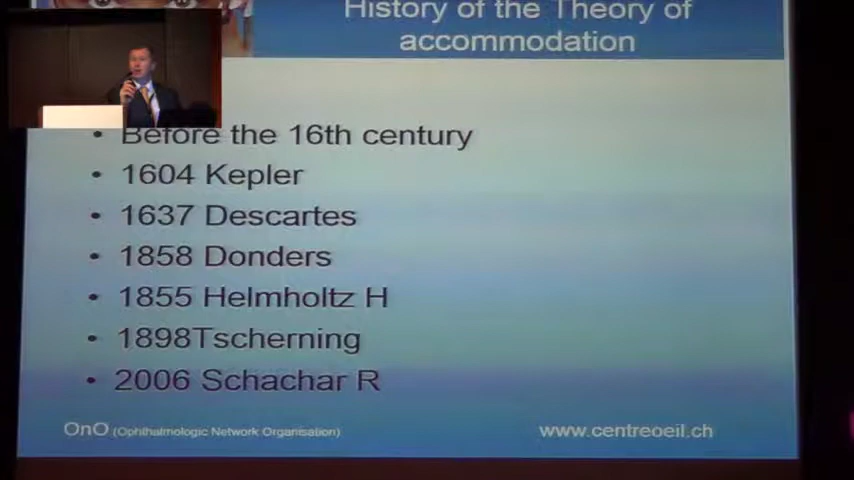 History of the Theory of
accommodation
• Before the 16th century
• 1604 Kepler
• 1637 Descartes
• 1858 Donders
• 1855 Helmholtz H
• 1898Tscherning
• 2006 Schachar R
OnO (Ophthalmologic Network Organisation)
www.centreoeil.ch